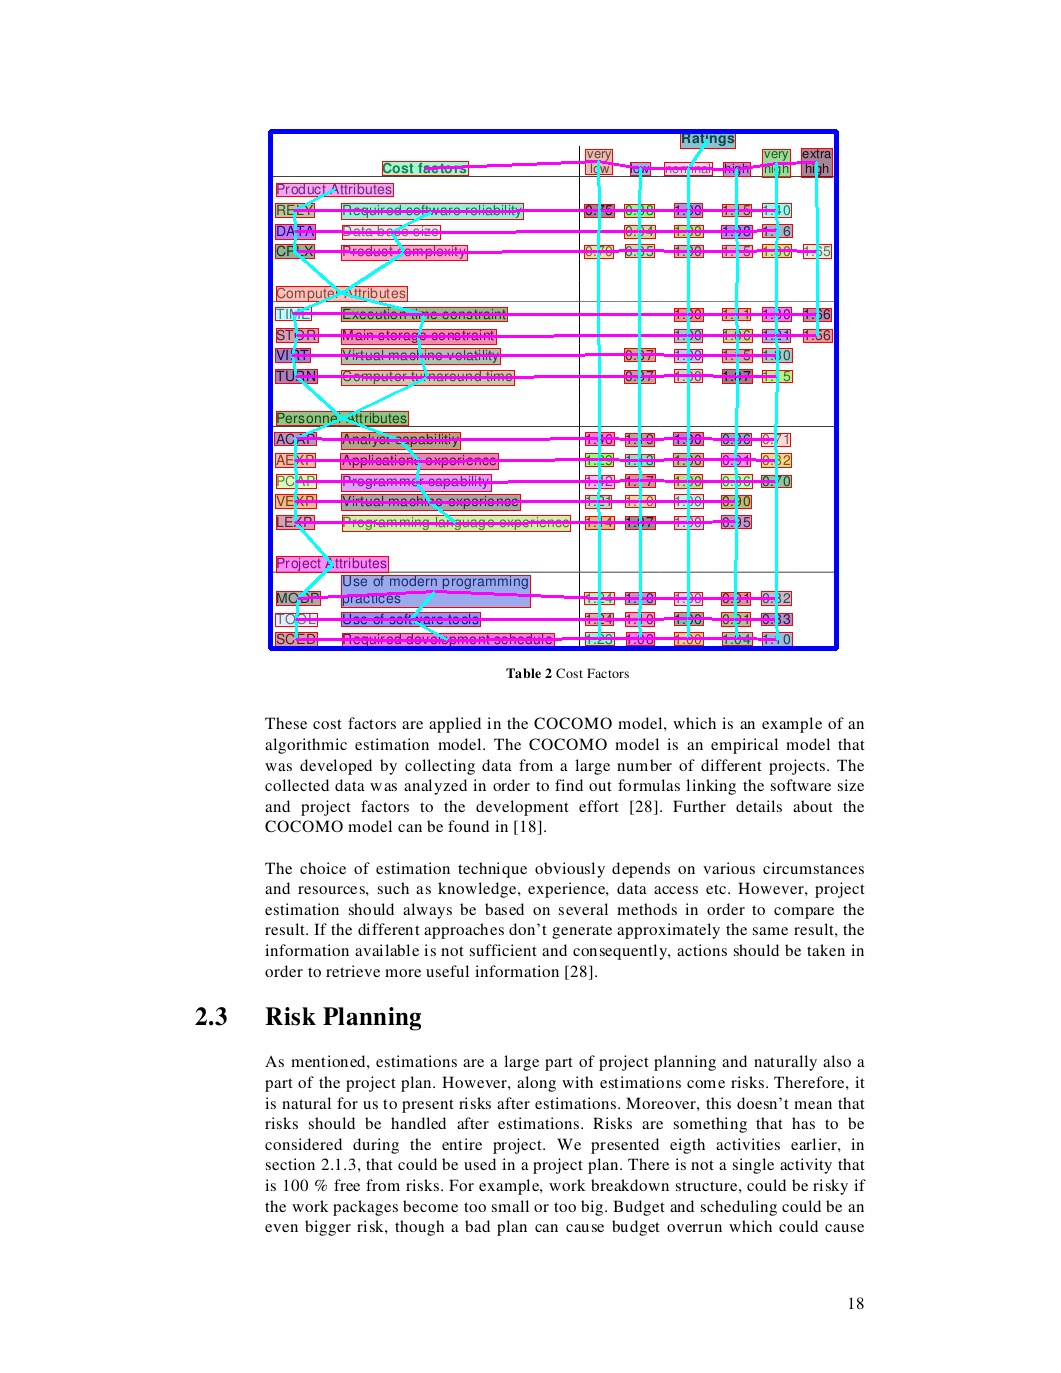 Ratings
very very extra
Cost factors low low nominal high high high
Product Attributes
RELY Required software reliability 0.75 0.88 1.00 1.15 1.40
DATA Data base size 0.94 1.00 1.08 1.16
CPLX Product complexity 0.70 0.85 1.00 1.15 1.30 1.65
Computer Attributes
TIME Execution time constraint 1.00 1.11 1.30 1.66
STOR Main storage constraint 1.00 1.06 1.21 1.56
VIRT Virtual machine volatility 0.87 1.00 1.15 1.30
TURN Computer turnaround time 0.87 1.00 1.07 1.15
Personnel Attributes
ACAP Analyst capabilitiy 1.46 1.19 1.00 0.86 0.71
AEXP Applications experience 1.29 1.13 1.00 0.91 0.82
PCAP Programmer capability 1.42 1.17 1.00 0.86 0.70
VEXP Virtual machine experience 1.21 1.10 1.00 0.90
LEXP Programming language experience 1.14 1.07 1.00 0.95
Project Attributes
Use of modern programming
MODP practices 1.24 1.10 1.00 0.91 0.82
TOOL Use of software tools 1.24 1.10 1.00 0.91 0.83
SCED Required development schedule 1.23 1.08 1.00 1.04 1.10
Table 2 Cost Factors
These cost factors are applied in the COCOMO model, which is an example of an
algorithmic estimation model. The COCOMO model is an empirical model that
was developed by collecting data from a large number of different projects. The
collected data was analyzed in order to find out formulas linking the software size
and project factors to the development effort [28]. Further details about the
COCOMO model can be found in [18].
The choice of estimation technique obviously depends on various circumstances
and resources, such as knowledge, experience, data access etc. However, project
estimation should always be based on several methods in order to compare the
result. If the different approaches don't generate approximately the same result, the
information available is not sufficient and consequently, actions should be taken in
order to retrieve more useful information [28].
2.3 Risk Planning
As mentioned, estimations are a large part of project planning and naturally also a
part of the project plan. However, along with estimations come risks. Therefore, it
is natural for us to present risks after estimations. Moreover, this doesn't mean that
risks should be handled after estimations. Risks are something that has to be
considered during the entire project. We presented eigth activities earlier, in
section 2.1.3, that could be used in a project plan. There is not a single activity that
is 100 % free from risks. For example, work breakdown structure, could be risky if
the work packages become too small or too big. Budget and scheduling could be an
even bigger risk, though a bad plan can cause budget overrun which could cause
18